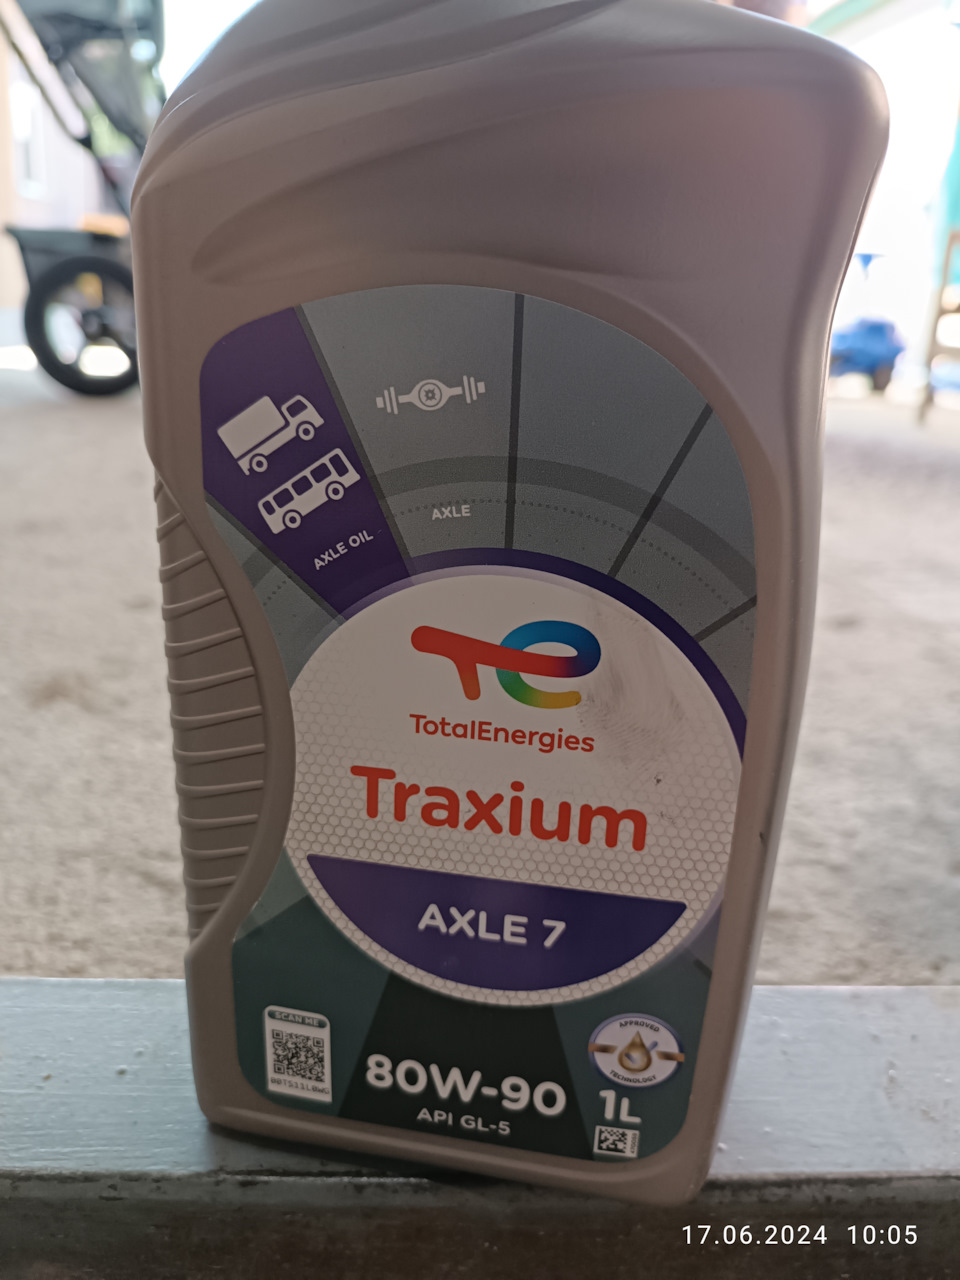 AXLE OIL
AXLE
TotalEnergies
Traxium
AXLE 7
SCAN ME
APPROVED
TECHNOLOGY
80W-90
1L
API GL-5
17.06.2024 10:05